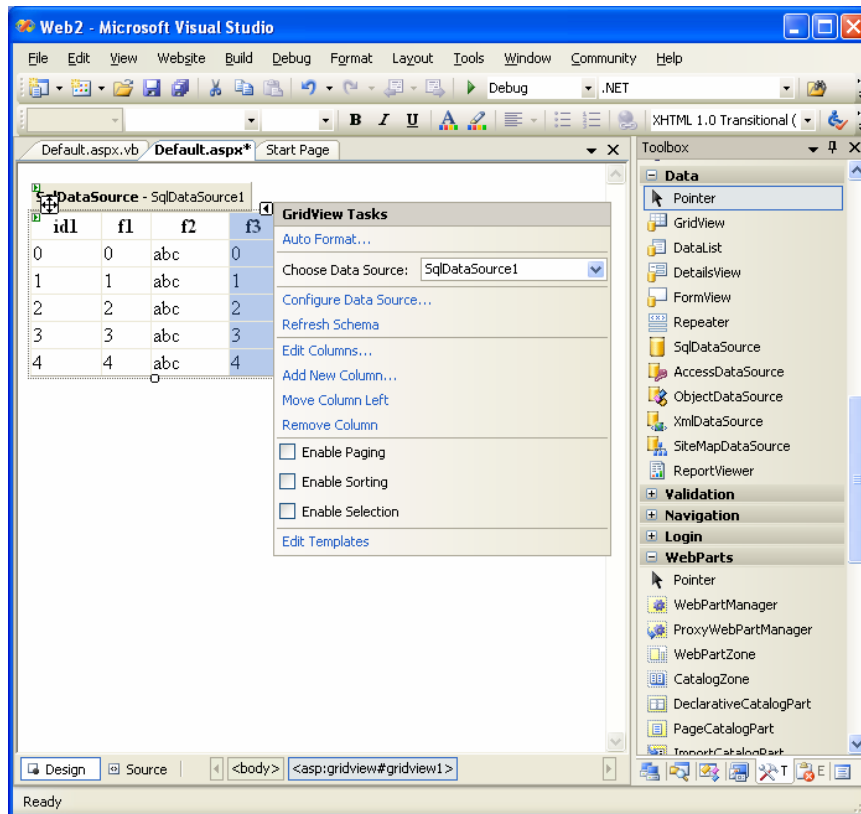 Web2 - Microsoft Visual Studio
File Edit View Website Build Debug Format Layout Tools Window Community Help
Debug .NET
B I U A XHTML 1.0 Transitional (
Default.aspx.vb Default.aspx* Start Page
SqlDataSource - SqlDataSource1
id1 f1 f2 f3
0 0 abc 0
1 1 abc 1
2 2 abc 2
3 3 abc 3
4 4 abc 4
GridView Tasks
Auto Format...
Choose Data Source: SqlDataSource1
Configure Data Source...
Refresh Schema
Edit Columns...
Add New Column...
Move Column Left
Remove Column
Enable Paging
Enable Sorting
Enable Selection
Edit Templates
Toolbox
Data
Pointer
GridView
DataList
DetailsView
FormView
Repeater
SqlDataSource
AccessDataSource
ObjectDataSource
XmlDataSource
SiteMapDataSource
ReportViewer
Validation
Navigation
Login
WebParts
Pointer
WebPartManager
ProxyWebPartManager
WebPartZone
CatalogZone
DeclarativeCatalogPart
PageCatalogPart
ImportCatalogPart
Design Source <body> <asp:gridview#gridview1>
T E
Ready